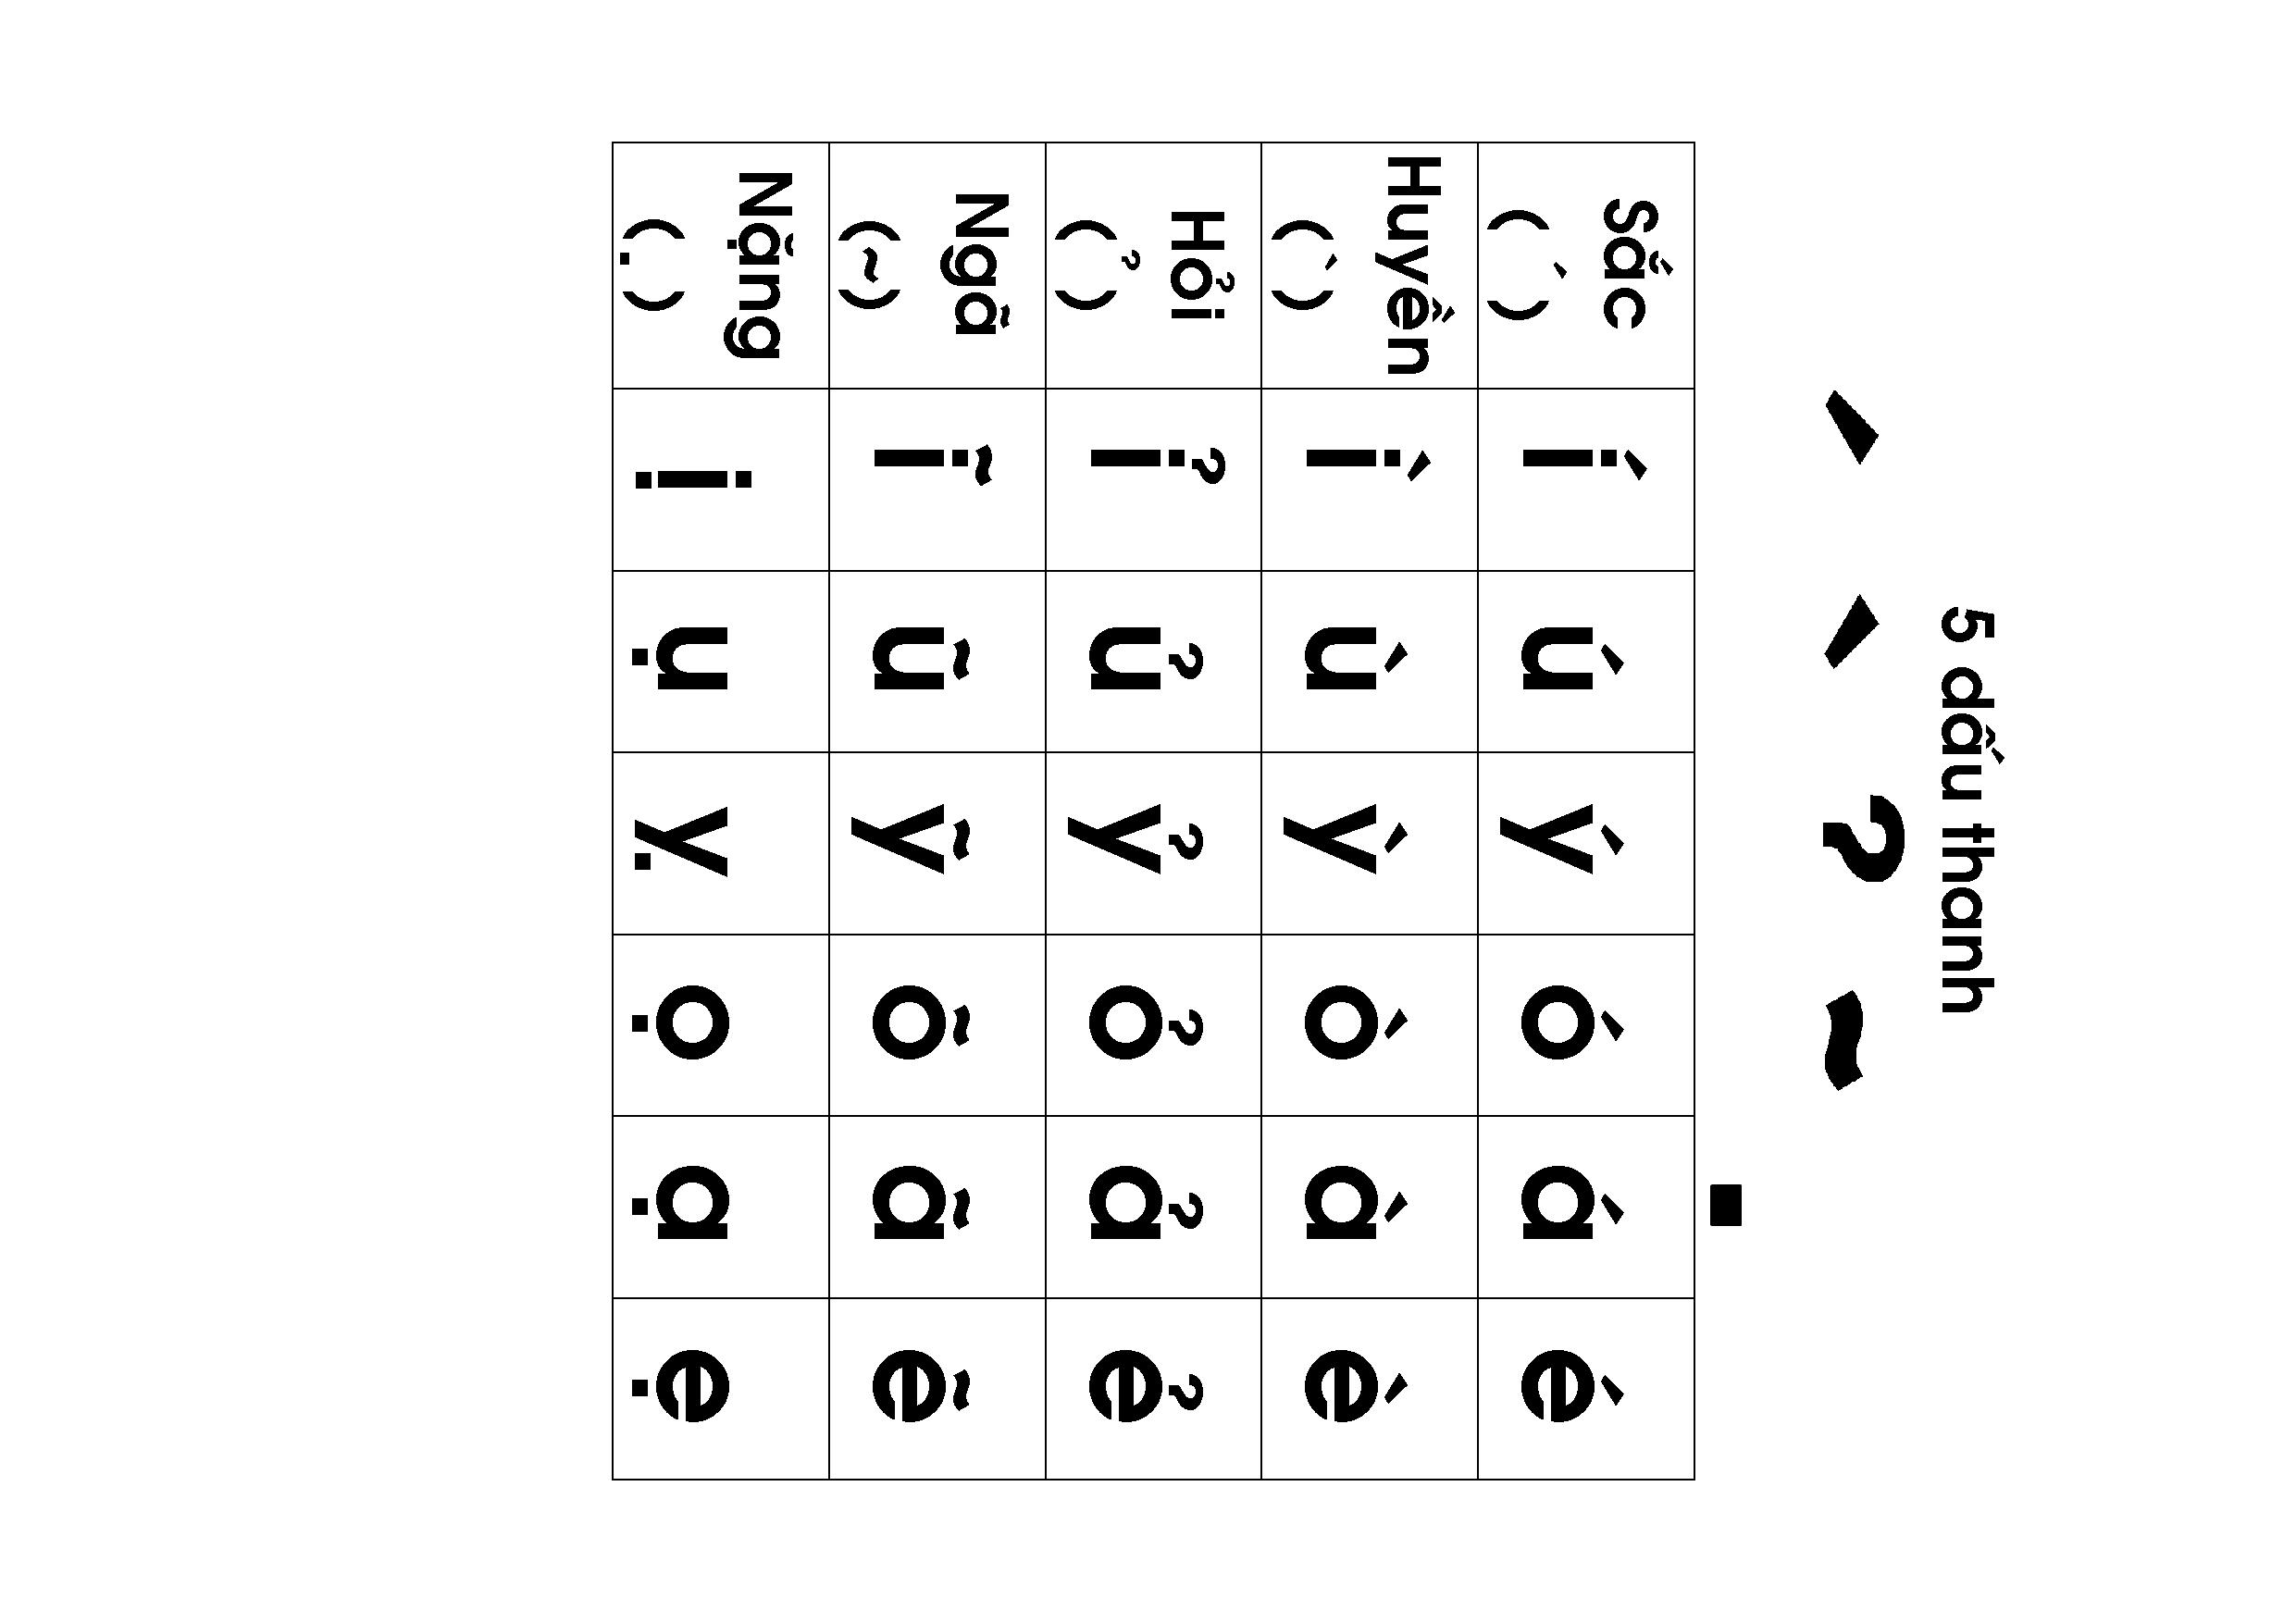 5 dấu thanh
´ ` ̉ ~ .
Sắc (´) í ú ý ó á é
Huyền (`) ì ù ỳ ò à è
Hỏi ( ̉) ỉ ủ ỷ ỏ ả ẻ
Ngã (~) ĩ ũ ỹ õ ã ẽ
Nặng (.) ị ụ ỵ ọ ạ ẹ